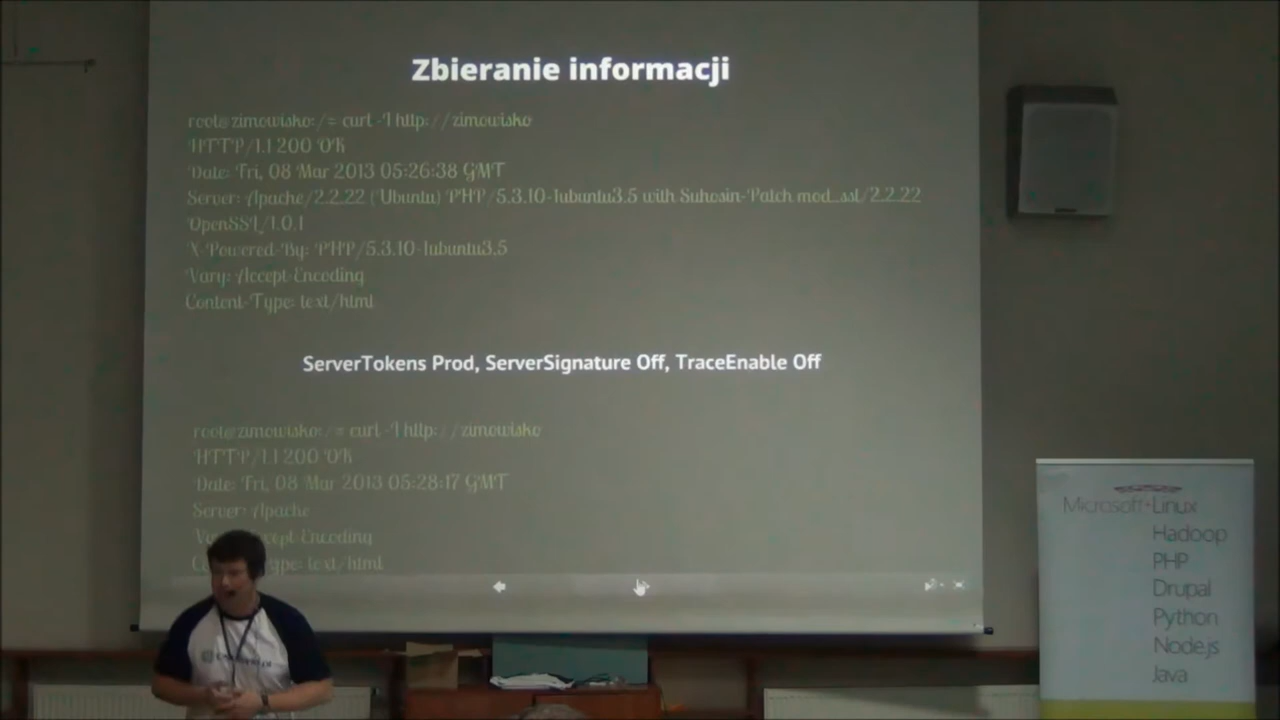 Zbieranie informacji
root@zimowisko:/= curl -I http://zimowisko
HTTP/1.1 200 OK
Date: Fri, 08 Mar 2013 05:26:38 GMT
Server: Apache/2.2.22 (Ubuntu) PHP/5.3.10-1ubuntu3.5 with Suhosin-Patch mod_ssl/2.2.22
OpenSSL/1.0.1
X-Powered-By: PHP/5.3.10-1ubuntu3.5
Vary: Accept-Encoding
Content-Type: text/html
ServerTokens Prod, ServerSignature Off, TraceEnable Off
root@zimowisko:/= curl -I http://zimowisko
HTTP/1.1 200 OK
Date: Fri, 08 Mar 2013 05:28:17 GMT
Server: Apache
Encoding
text/html
Microsoft+Linux
Hadoop
PHP
Drupal
Python
Node.js
Java